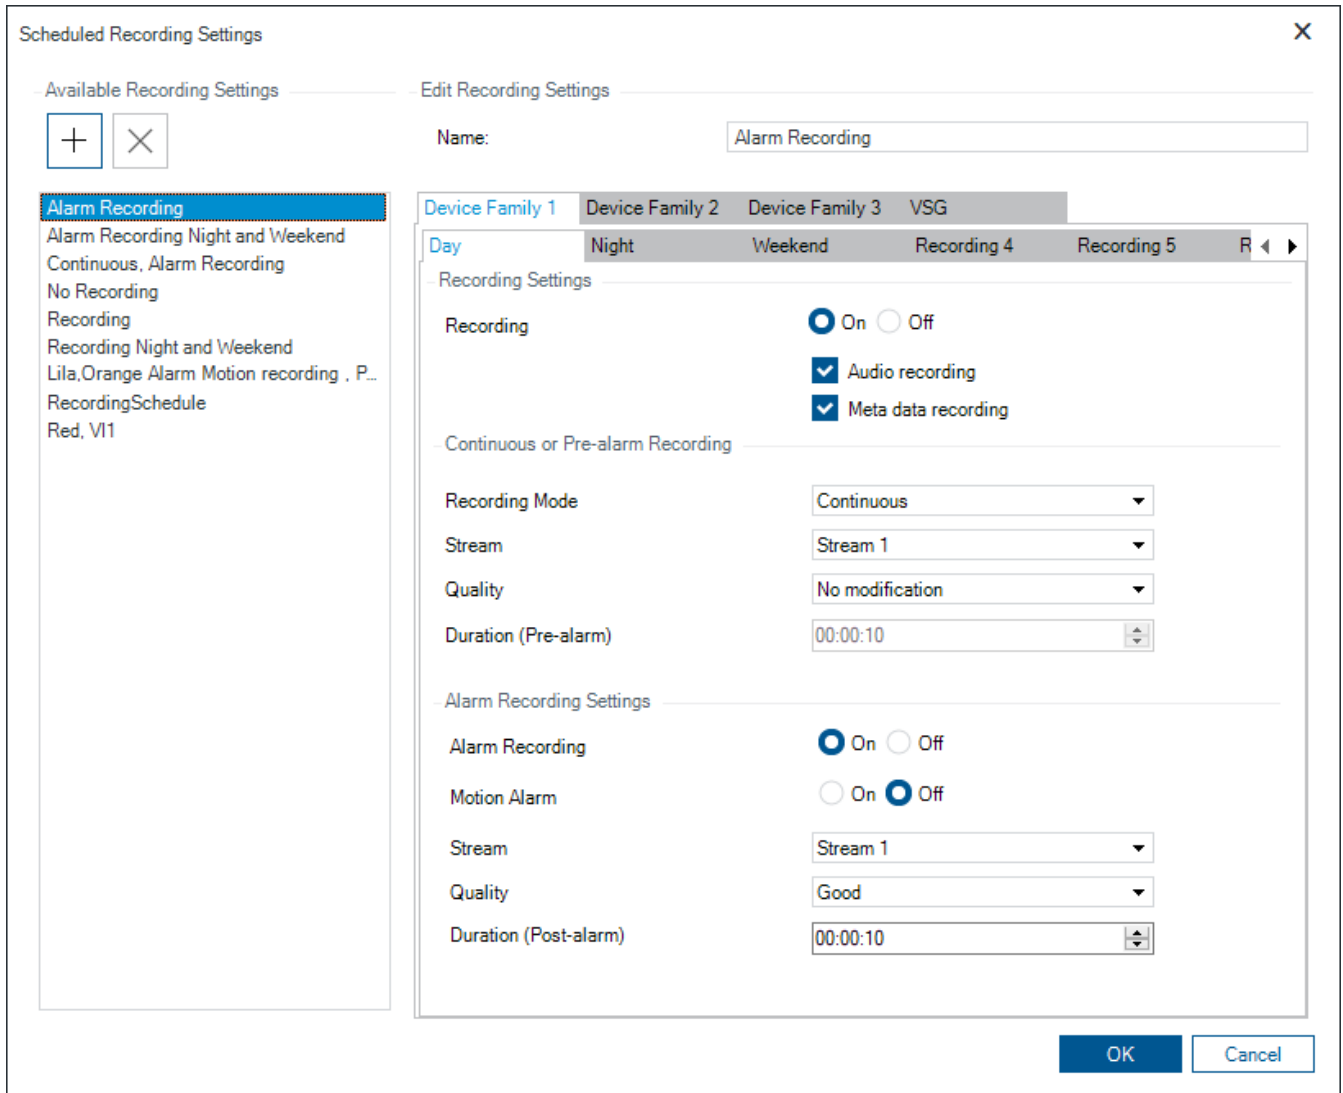 Scheduled Recording Settings
Available Recording Settings
Edit Recording Settings
Name:
Alarm Recording
Alarm Recording
Alarm Recording Night and Weekend
Continuous, Alarm Recording
No Recording
Recording
Recording Night and Weekend
Lila,Orange Alarm Motion recording , P...
RecordingSchedule
Red, VI1
Device Family 1 Device Family 2 Device Family 3 VSG
Day Night Weekend Recording 4 Recording 5 R
Recording Settings
Recording On Off
Audio recording
Meta data recording
Continuous or Pre-alarm Recording
Recording Mode Continuous
Stream Stream 1
Quality No modification
Duration (Pre-alarm) 00:00:10
Alarm Recording Settings
Alarm Recording On Off
Motion Alarm On Off
Stream Stream 1
Quality Good
Duration (Post-alarm) 00:00:10
OK Cancel